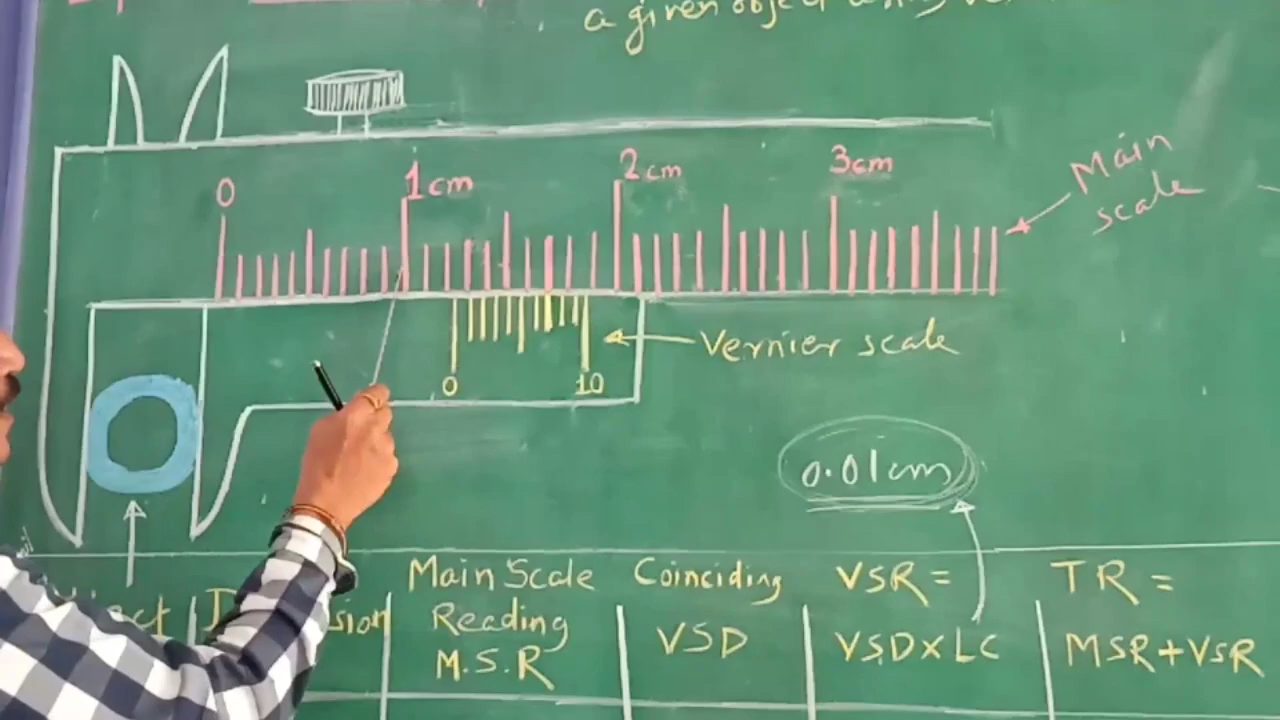 a given object using
0
1cm
2cm
3cm
Main
scale
Vernier scale
0
10
0.01cm
Main Scale
Reading
M.S.R
Coinciding
VSD
VSR =
VSD×LC
TR =
MSR+VSR